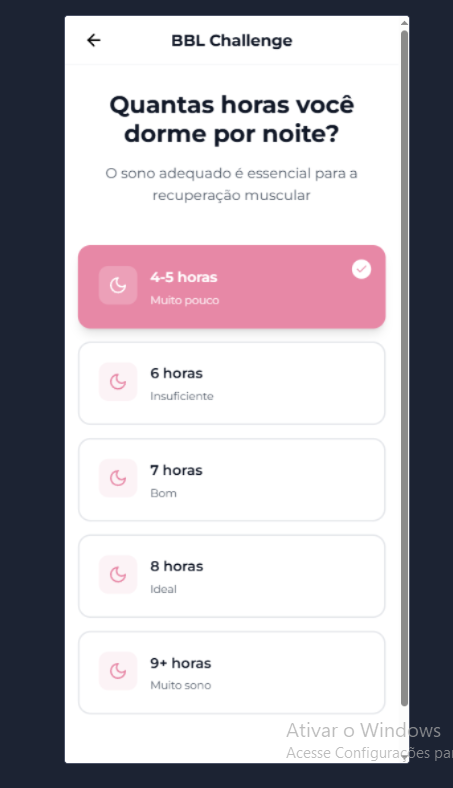 BBL Challenge
Quantas horas você
dorme por noite?
O sono adequado é essencial para a
recuperação muscular
4-5 horas
Muito pouco
6 horas
Insuficiente
7 horas
Bom
8 horas
Ideal
9+ horas
Muito sono
Ativar o Windows
Acesse Configurações par